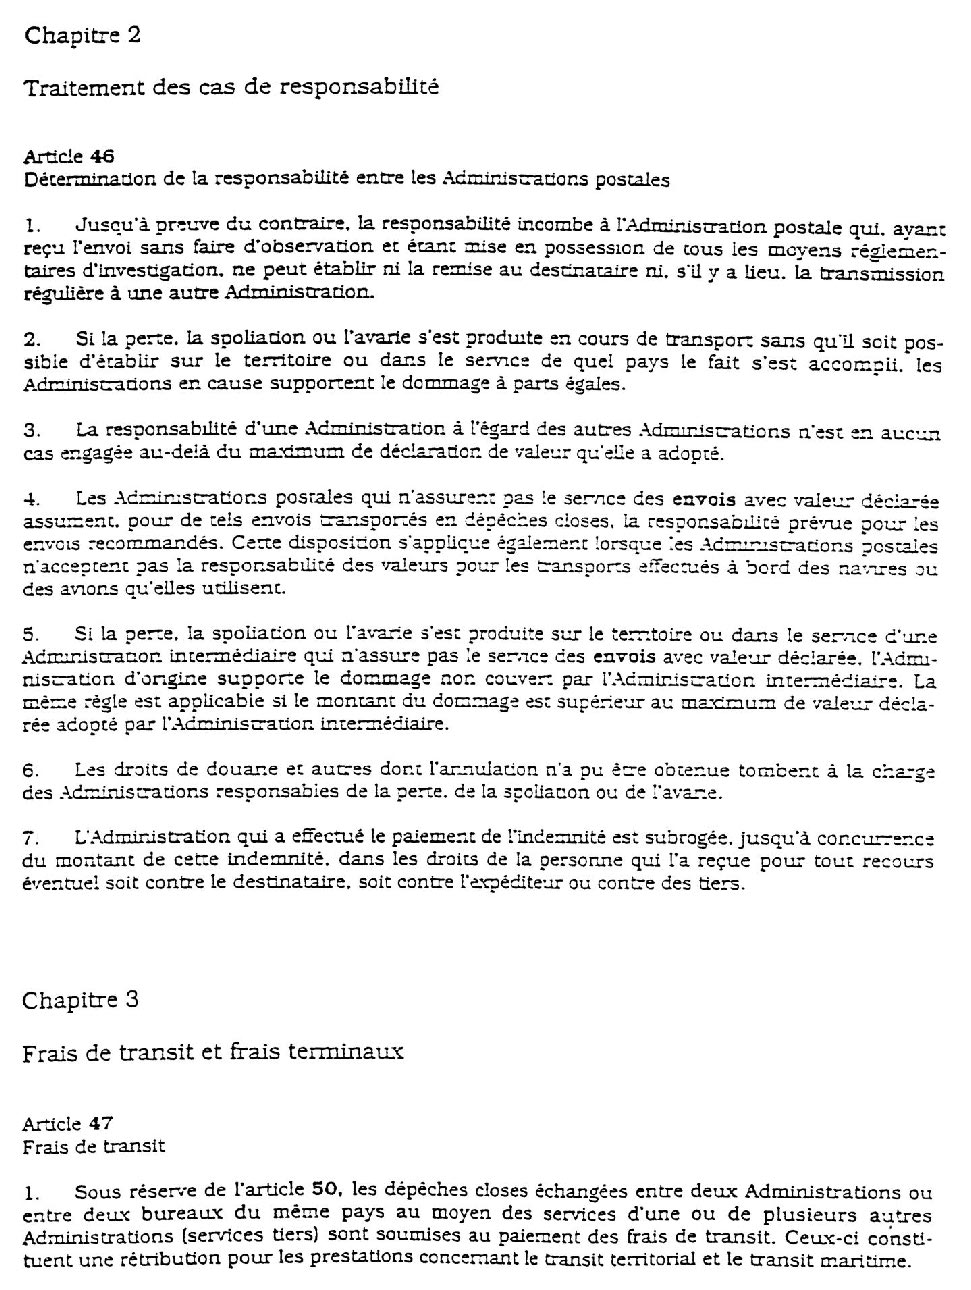 Chapitre 2
Traitement des cas de responsabilité
Article 46
Détermination de la responsabilité entre les Administrations postales
1. Jusqu'à preuve du contraire, la responsabilité incombe à l'Administration postale qui, ayant
reçu l'envoi sans faire d'observation et étant mise en possession de tous les moyens réglemen-
taires d'investigation, ne peut établir ni la remise au destinataire ni, s'il y a lieu, la transmission
régulière à une autre Administration.
2. Si la perte, la spoliation ou l'avarie s'est produite en cours de transport sans qu'il soit pos-
sible d'établir sur le territoire ou dans le service de quel pays le fait s'est accompli, les
Administrations en cause supportent le dommage à parts égales.
3. La responsabilité d'une Administration à l'égard des autres Administrations n'est en aucun
cas engagée au-delà du maximum de déclaration de valeur qu'elle a adopté.
4. Les Administrations postales qui n'assurent pas le service des envois avec valeur déclarée
assument, pour de tels envois transportés en dépêches closes, la responsabilité prévue pour les
envois recommandés. Cette disposition s'applique également lorsque les Administrations postales
n'acceptent pas la responsabilité des valeurs pour les transports effectués à bord des navires ou
des avions qu'elles utilisent.
5. Si la perte, la spoliation ou l'avarie s'est produite sur le territoire ou dans le service d'une
Administration intermédiaire qui n'assure pas le service des envois avec valeur déclarée, l'Admi-
nistration d'origine supporte le dommage non couvert par l'Administration intermédiaire. La
même règle est applicable si le montant du dommage est supérieur au maximum de valeur décla-
rée adopté par l'Administration intermédiaire.
6. Les droits de douane et autres dont l'annulation n'a pu être obtenue tombent à la charge
des Administrations responsables de la perte, de la spoliation ou de l'avarie.
7. L'Administration qui a effectué le paiement de l'indemnité est subrogée, jusqu'à concurrence
du montant de cette indemnité, dans les droits de la personne qui l'a reçue pour tout recours
éventuel soit contre le destinataire, soit contre l'expéditeur ou contre des tiers.
Chapitre 3
Frais de transit et frais terminaux
Article 47
Frais de transit
1. Sous réserve de l'article 50, les dépêches closes échangées entre deux Administrations ou
entre deux bureaux du même pays au moyen des services d'une ou de plusieurs autres
Administrations (services tiers) sont soumises au paiement des frais de transit. Ceux-ci consti-
tuent une rétribution pour les prestations concernant le transit territorial et le transit maritime.